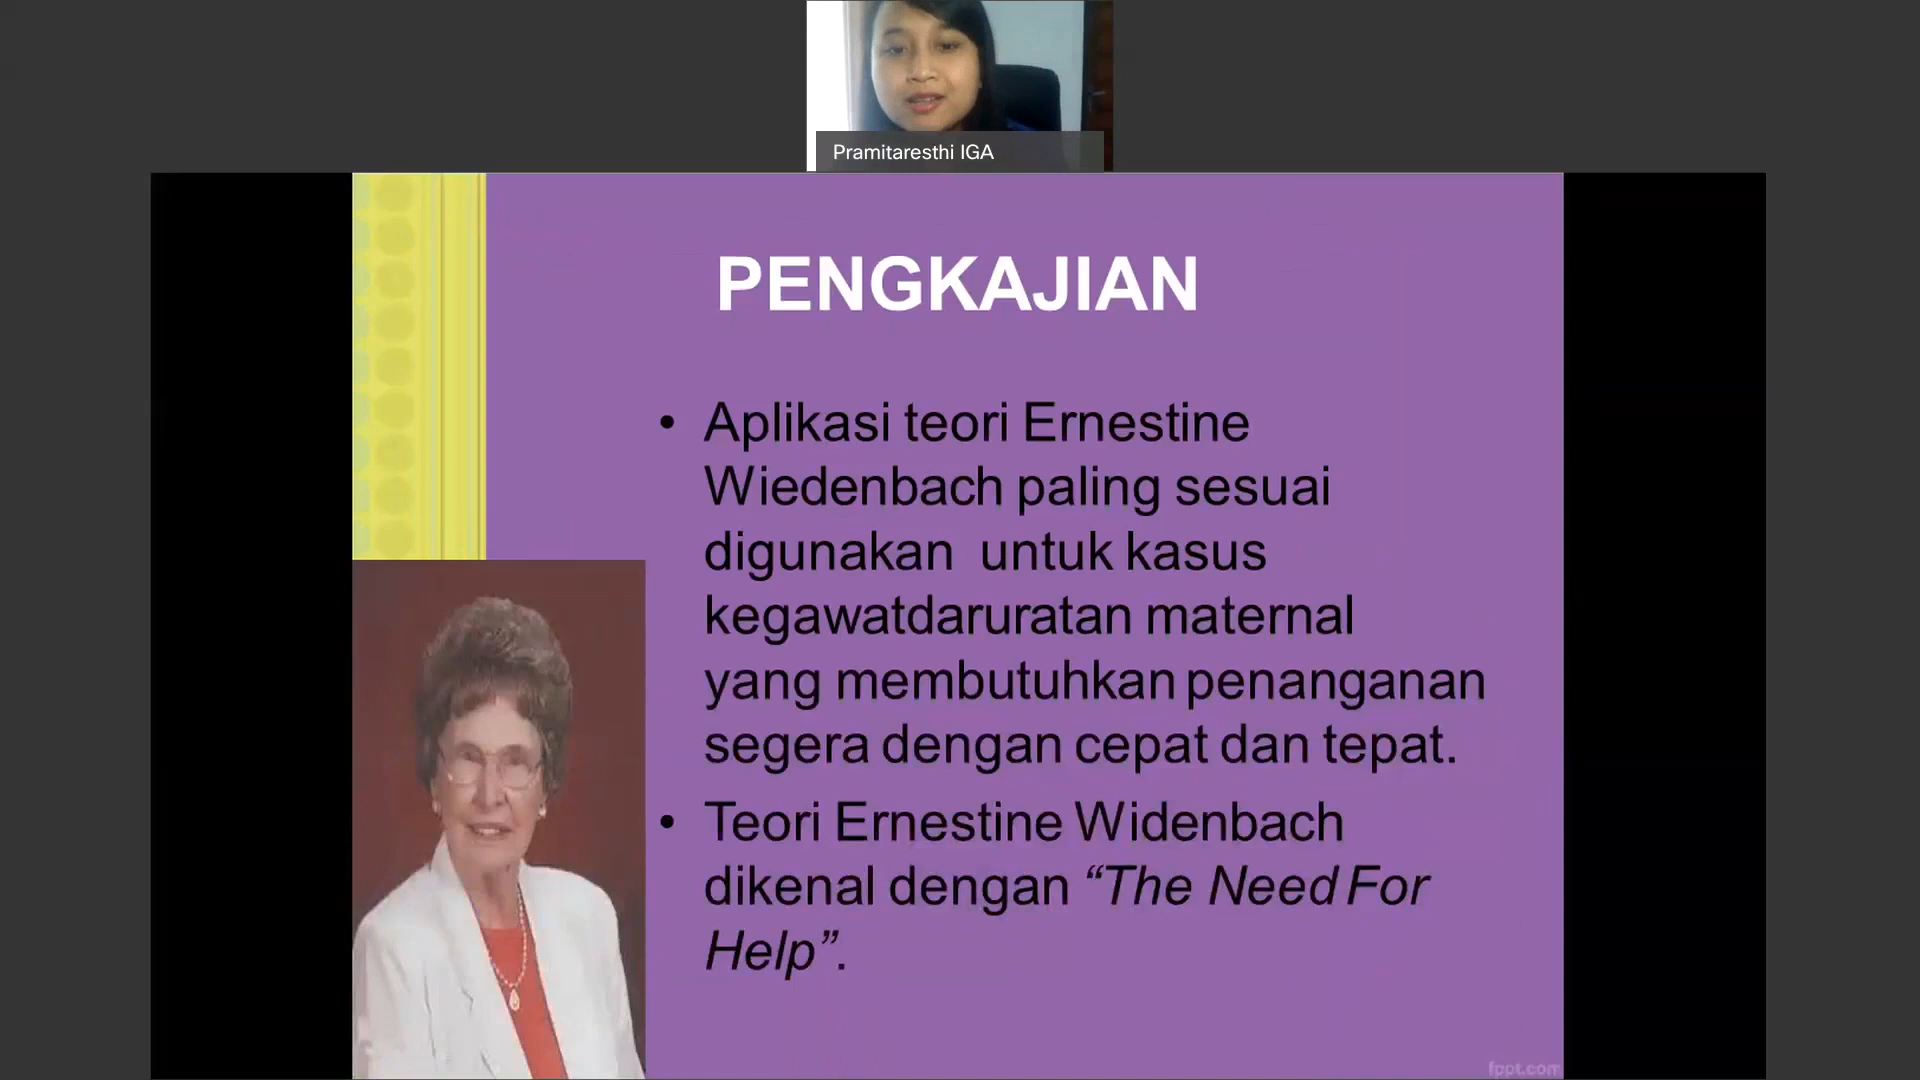 Pramitaresthi IGA
PENGKAJIAN
• Aplikasi teori Ernestine
Wiedenbach paling sesuai
digunakan  untuk kasus
kegawatdaruratan maternal
yang membutuhkan penanganan
segera dengan cepat dan tepat.
• Teori Ernestine Widenbach
dikenal dengan “The Need For
Help”.
fppt.com